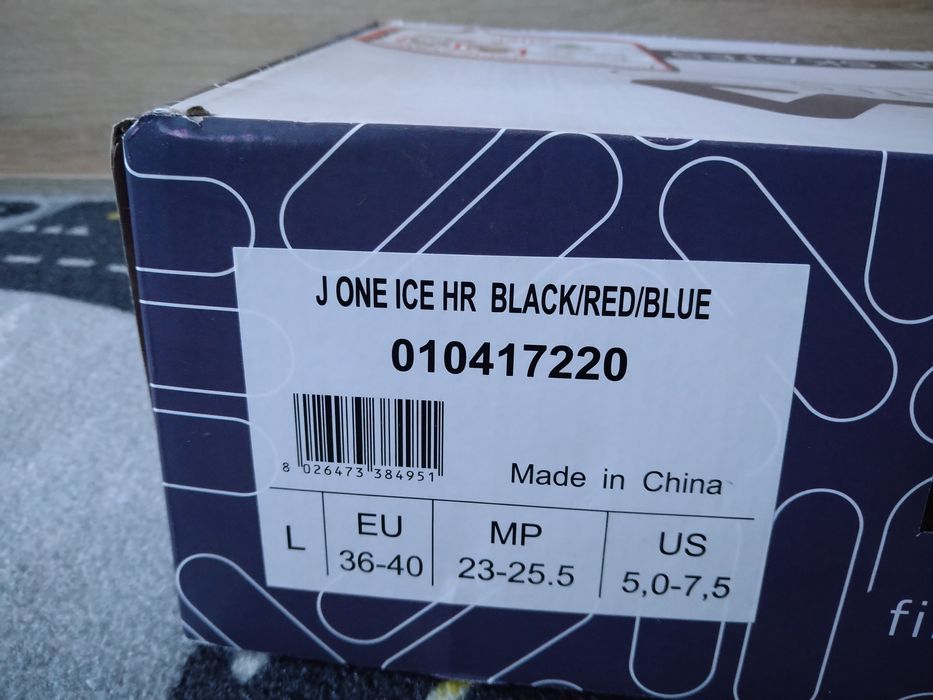 J ONE ICE HR BLACK/RED/BLUE
010417220
8 026473 384951
Made in China
L
EU
36-40
MP
23-25.5
US
5,0-7,5